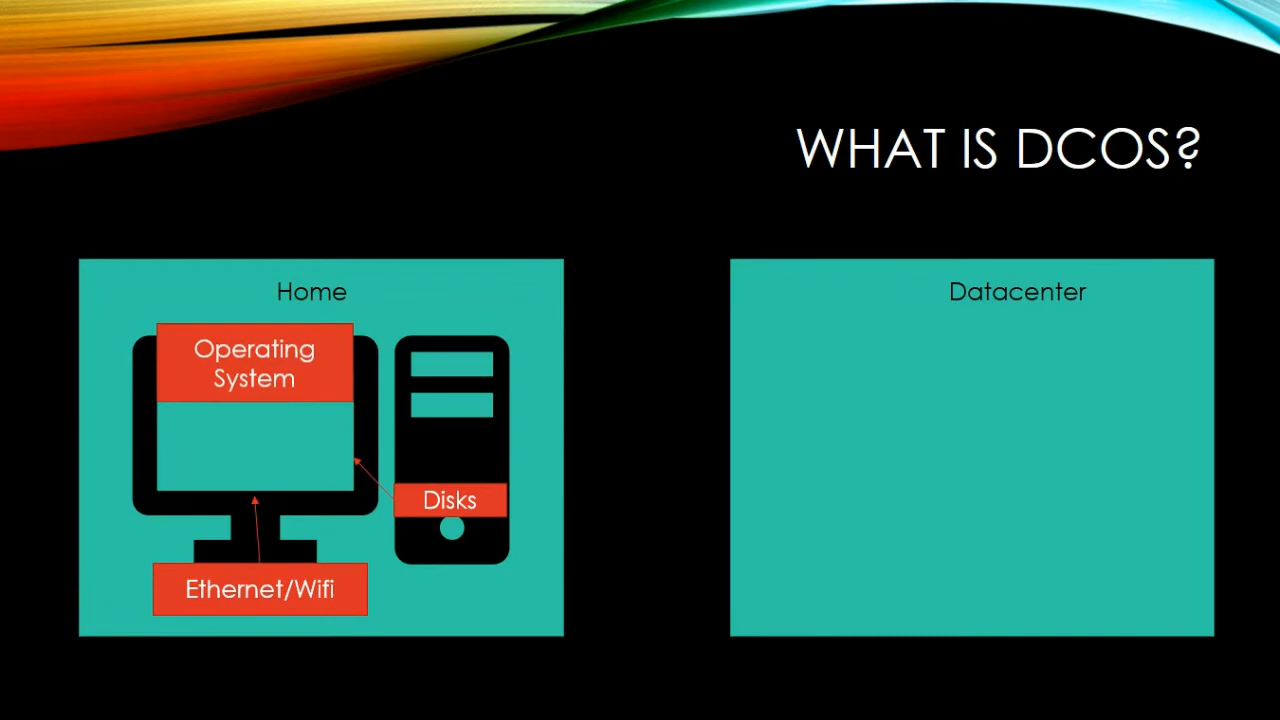 WHAT IS DCOS?
Home
Operating
System
Disks
Ethernet/Wifi
Datacenter